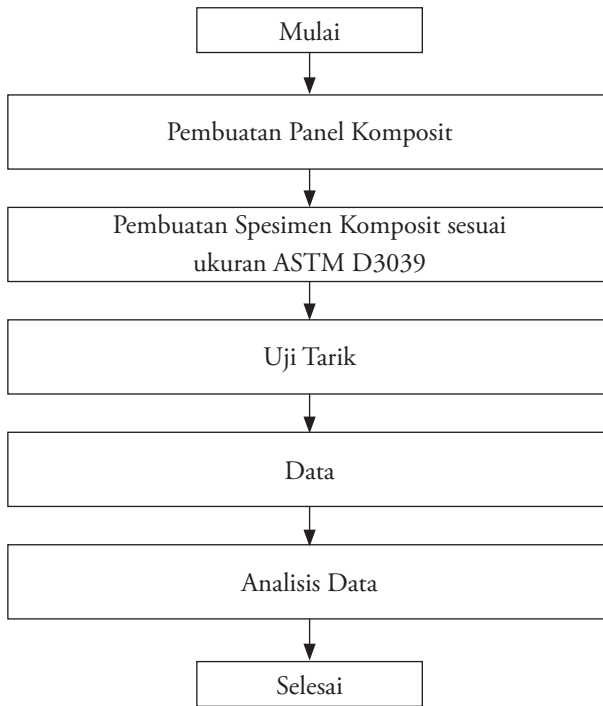 Mulai
Pembuatan Panel Komposit
Pembuatan Spesimen Komposit sesuai
ukuran ASTM D3039
Uji Tarik
Data
Analisis Data
Selesai